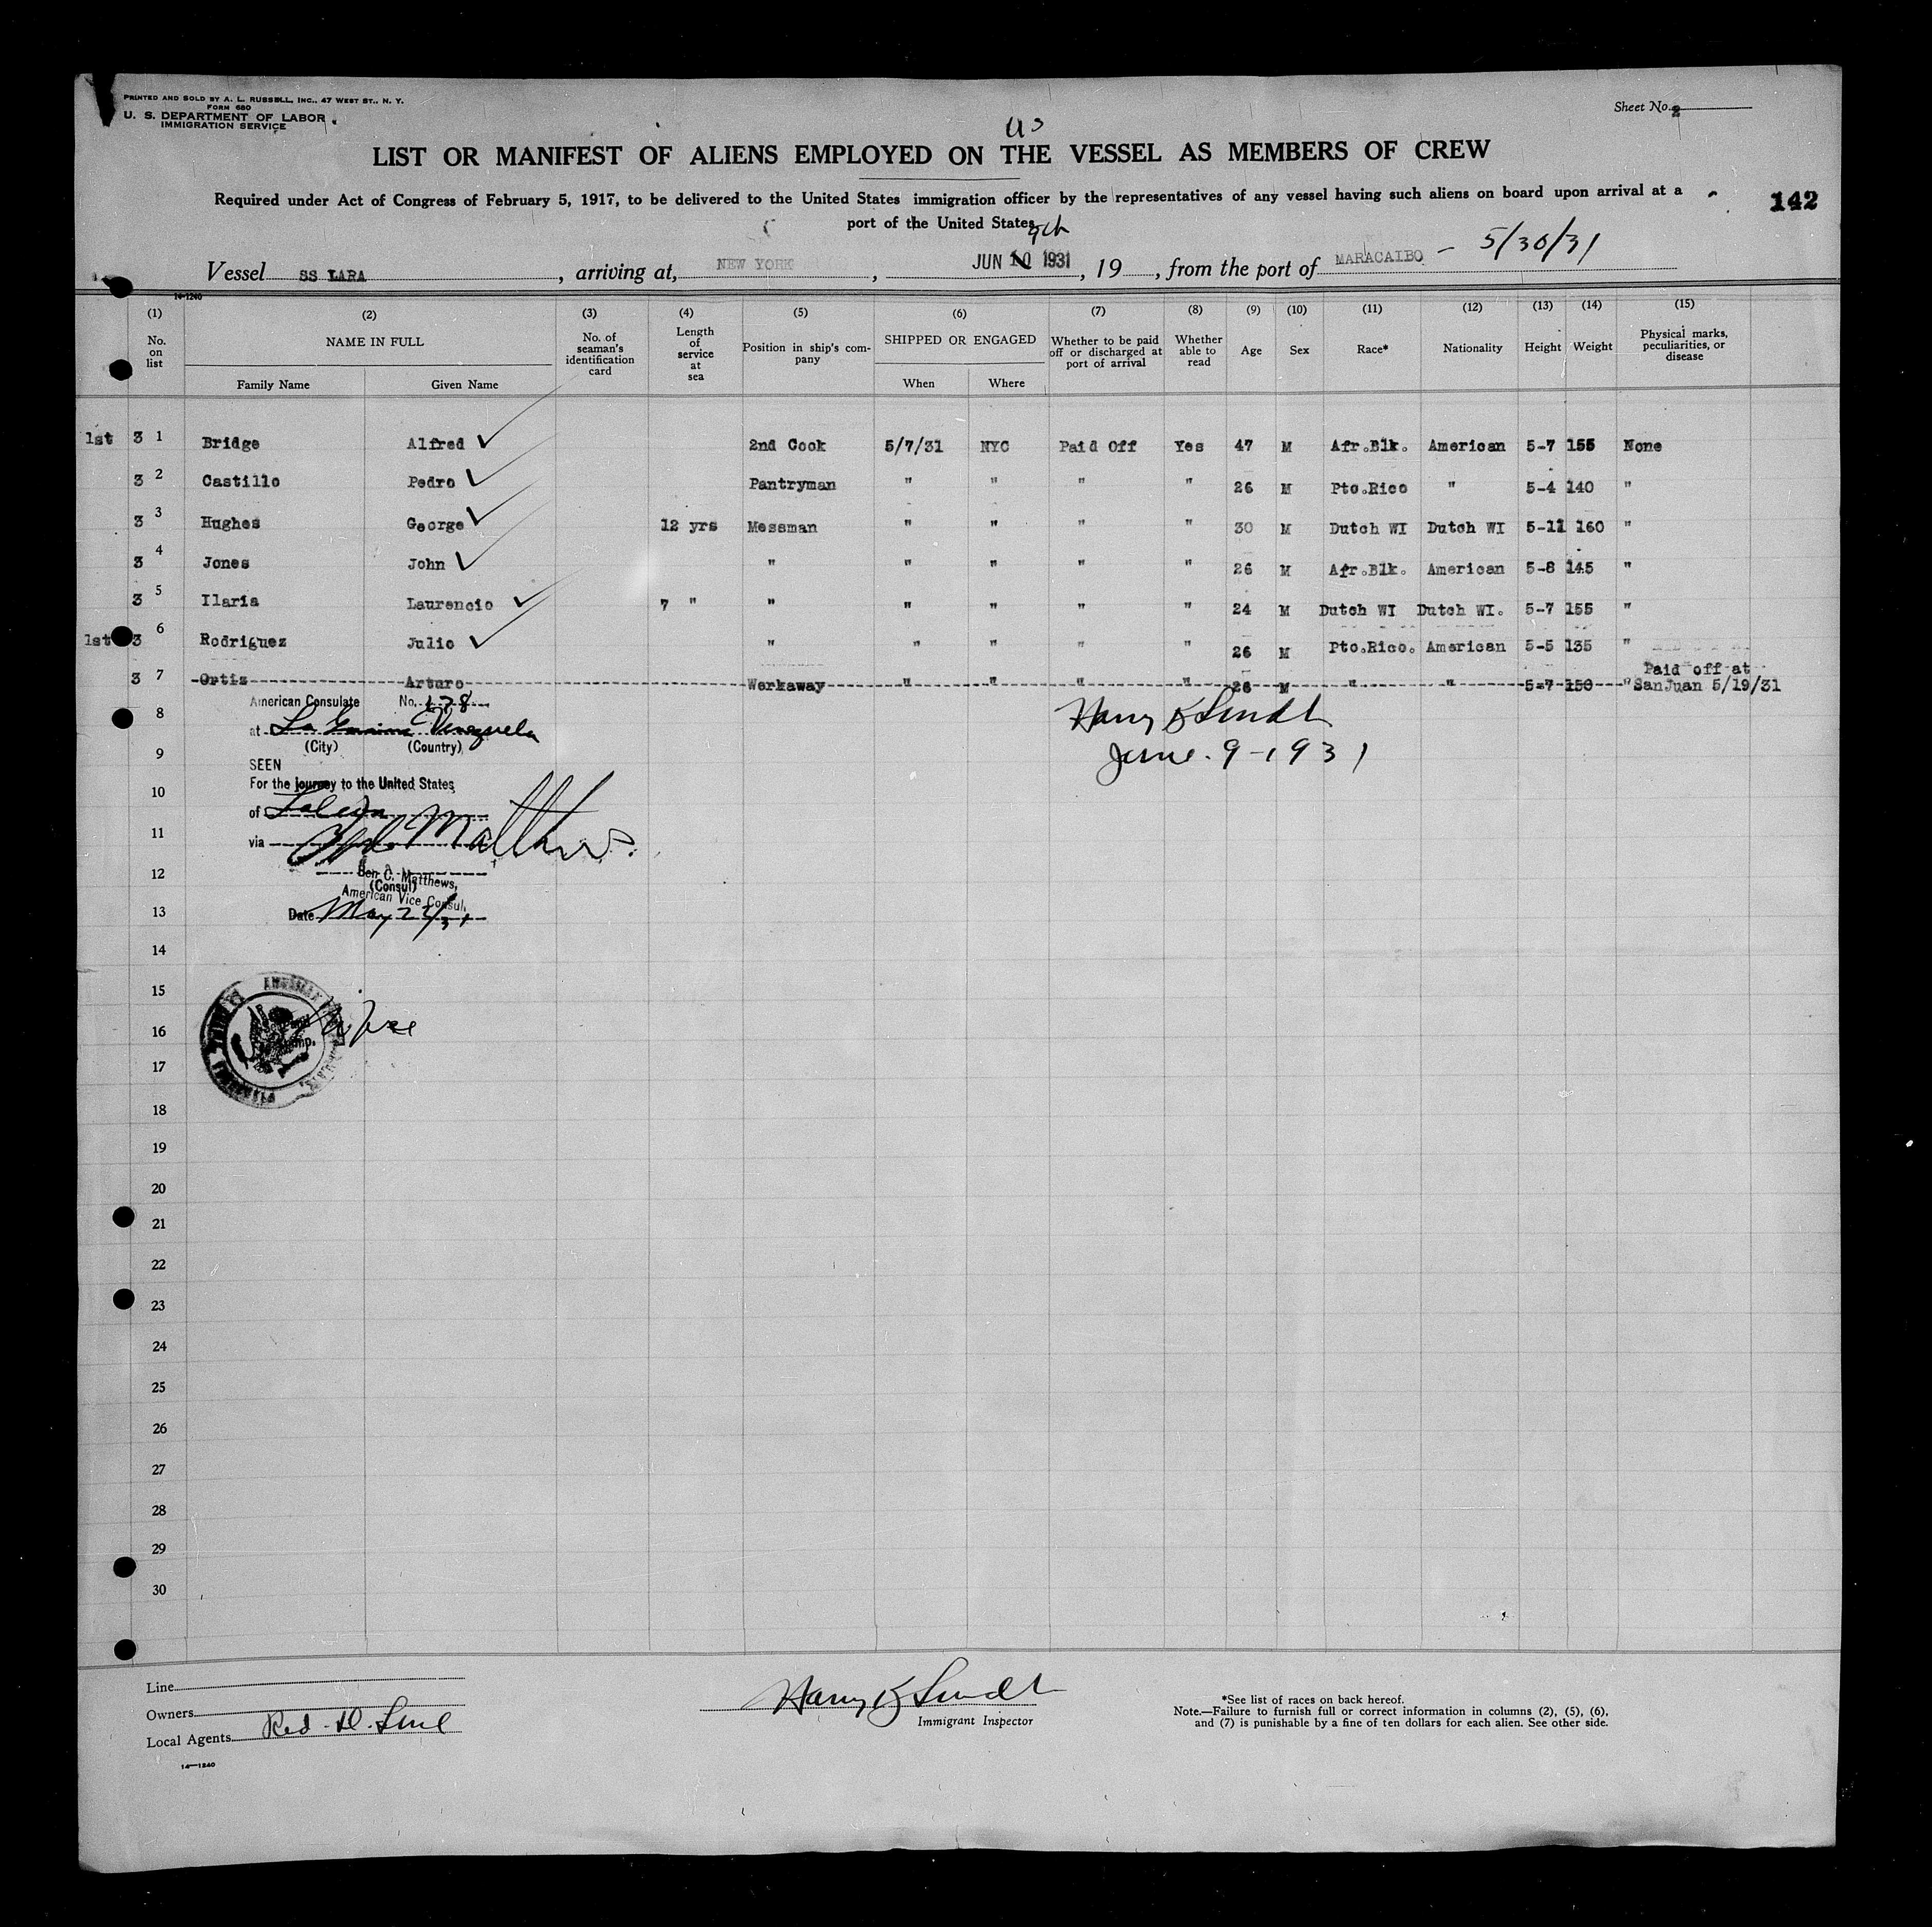 PRINTED AND SOLD BY A. L. RUSSELL, INC., 47 WEST ST., N. Y.
FORM 680
U. S. DEPARTMENT OF LABOR
IMMIGRATION SERVICE
Sheet No. 2
US
LIST OR MANIFEST OF ALIENS EMPLOYED ON THE VESSEL AS MEMBERS OF CREW
Required under Act of Congress of February 5, 1917, to be delivered to the United States immigration officer by the representatives of any vessel having such aliens on board upon arrival at a
port of the United States
142
9th
Vessel SS LARA, arriving at, NEW YORK, JUN 10 1931, 19, from the port of MARACAIBO - 5/30/31
14-1240
(1) (2) (3) (4) (5) (6) (7) (8) (9) (10) (11) (12) (13) (14) (15)
No. on list NAME IN FULL No. of seaman's identification card Length of service at sea Position in ship's company SHIPPED OR ENGAGED Whether to be paid off or discharged at port of arrival Whether able to read Age Sex Race* Nationality Height Weight Physical marks, peculiarities, or disease
Family Name Given Name When Where
1st 3 1 Bridge Alfred ✓ 2nd Cook 5/7/31 NYC Paid Off Yes 47 M Afr.Blk. American 5-7 155 None
3 2 Castillo Pedro ✓ Pantryman " " " " 26 M Pto.Rico " 5-4 140 "
3 3 Hughes George ✓ 12 yrs Messman " " " " 30 M Dutch WI Dutch WI 5-11 160 "
3 4 Jones John ✓ " " " " " 26 M Afr.Blk. American 5-8 145 "
3 5 Ilaria Laurencio ✓ 7 " " " " " " 24 M Dutch WI Dutch WI. 5-7 155 "
1st 3 6 Rodriguez Julio ✓ " " " " " 26 M Pto.Rico. American 5-5 135 "
Paid off at
3 7 Ortiz Arturo Workaway " " " " 26 M " " 5-7 150 " SanJuan 5/19/31
American Consulate No. 178
8
at La Guaira Venezuela
(City) (Country)
Harry K Lindt
June. 9-1931
9
SEEN
For the journey to the United States
10
of
11
via
Matthews
12
Ben C. Matthews,
(Consul)
American Vice Consul,
13
Date May 22/31
14
15
16
17
18
19
20
21
22
23
24
25
26
27
28
29
30
Line
Owners
Local Agents Red "D" Line
14—1240
Harry K Lindt
Immigrant Inspector
*See list of races on back hereof.
Note.—Failure to furnish full or correct information in columns (2), (5), (6),
and (7) is punishable by a fine of ten dollars for each alien. See other side.